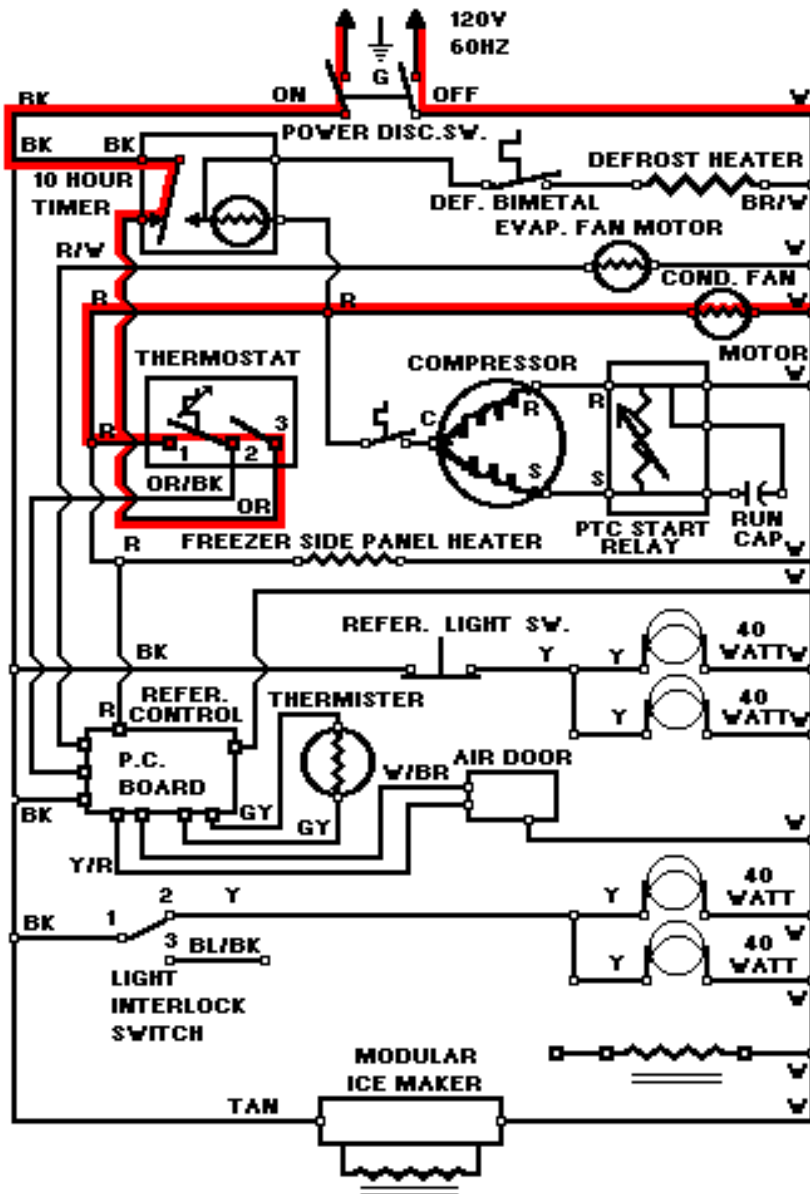 120V
60HZ
G
ON
OFF
BK
W
POWER DISC.SW.
BK
BK
10 HOUR
TIMER
DEFROST HEATER
DEF. BIMETAL
BR/W
EVAP. FAN MOTOR
R/W
W
COND. FAN
R
R
W
MOTOR
THERMOSTAT
COMPRESSOR
W
3
R
R
C
R
1
2
OR/BK
S
S
OR
PTC START
RELAY
RUN
CAP
R
FREEZER SIDE PANEL HEATER
W
W
REFER. LIGHT SW.
BK
Y
Y
40
WATT
W
REFER.
CONTROL
R
THERMISTER
Y
40
WATT
W
P.C.
BOARD
AIR DOOR
W/BR
BK
GY
GY
W
Y/R
2
Y
Y
40
WATT
BK
1
W
3
BL/BK
Y
40
WATT
LIGHT
INTERLOCK
SWITCH
W
MODULAR
ICE MAKER
W
TAN
W